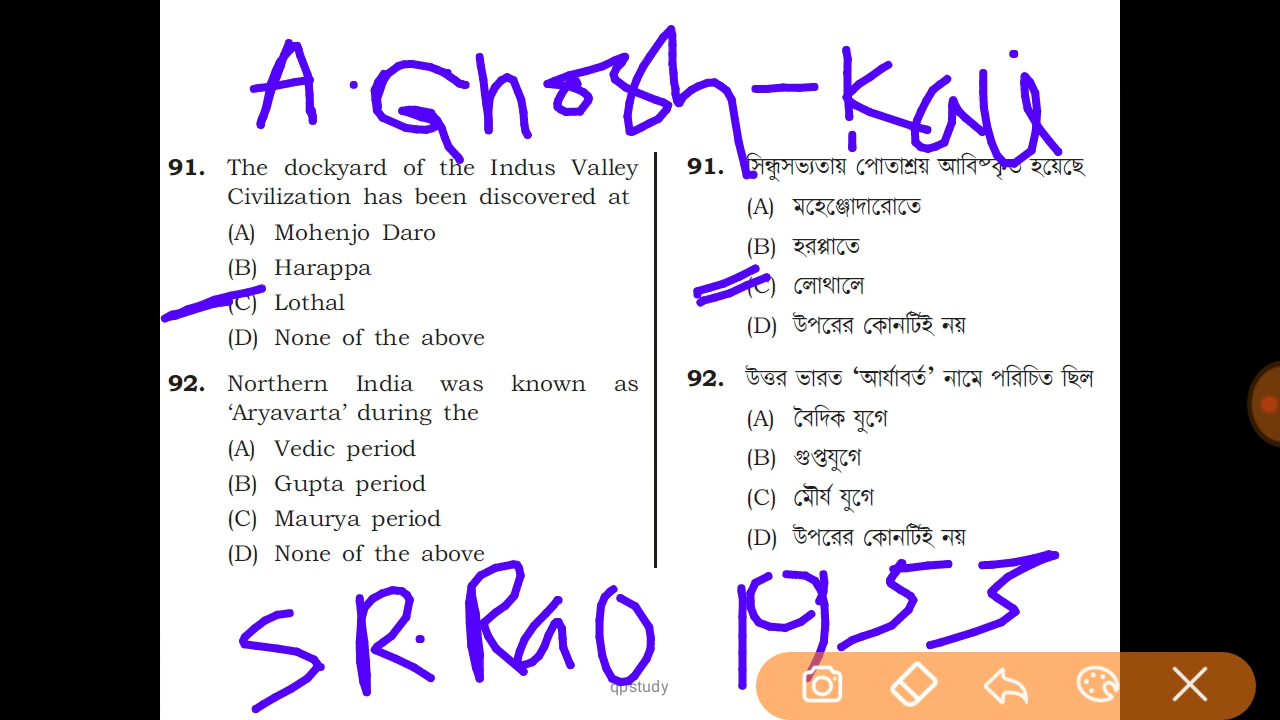 A. Ghosh - Kali
91. The dockyard of the Indus Valley
Civilization has been discovered at
(A) Mohenjo Daro
(B) Harappa
(C) Lothal
(D) None of the above
92. Northern India was known as
‘Aryavarta’ during the
(A) Vedic period
(B) Gupta period
(C) Maurya period
(D) None of the above
91. সিন্ধুসভ্যতায় পোতাশ্রয় আবিষ্কৃত হয়েছে
(A) মহেঞ্জোদারোতে
(B) হরপ্পাতে
(C) লোথালে
(D) উপরের কোনটিই নয়
92. উত্তর ভারত ‘আর্যাবর্ত’ নামে পরিচিত ছিল
(A) বৈদিক যুগে
(B) গুপ্তযুগে
(C) মৌর্য যুগে
(D) উপরের কোনটিই নয়
S R. Rao 1953
qpstudy